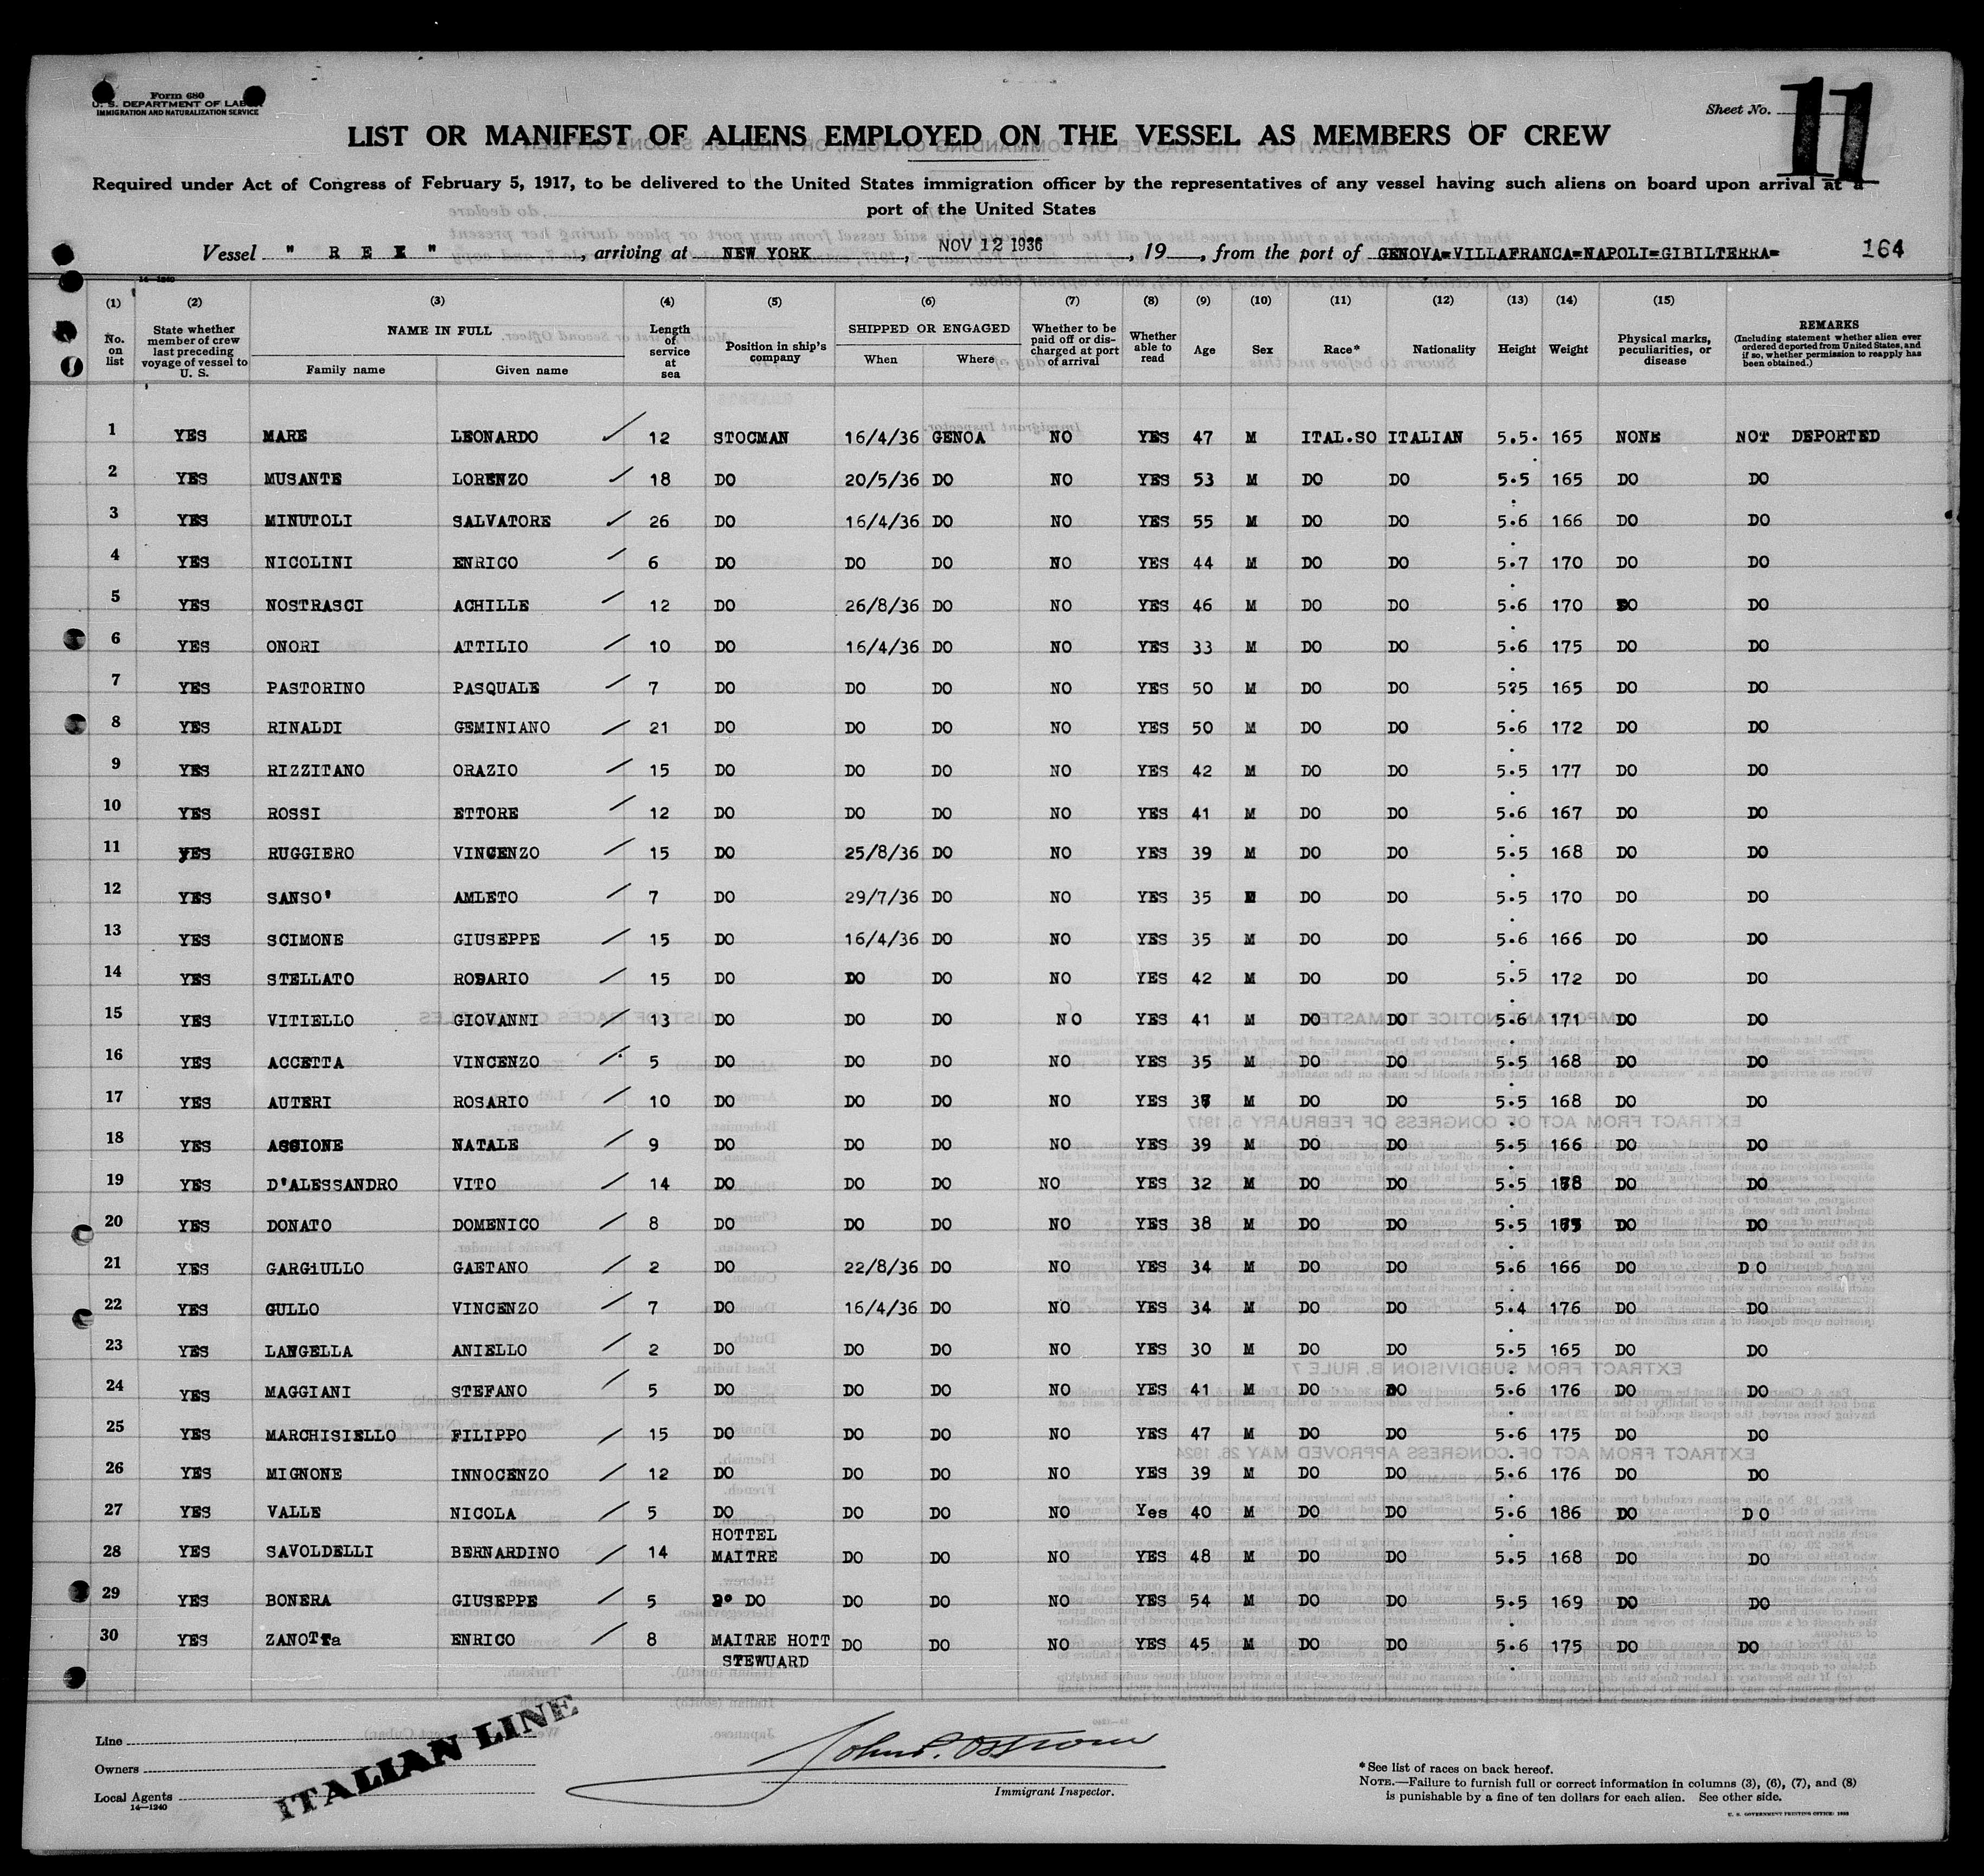 Form 680
U. S. DEPARTMENT OF LABOR
IMMIGRATION AND NATURALIZATION SERVICE
Sheet No. 11
LIST OR MANIFEST OF ALIENS EMPLOYED ON THE VESSEL AS MEMBERS OF CREW
Required under Act of Congress of February 5, 1917, to be delivered to the United States immigration officer by the representatives of any vessel having such aliens on board upon arrival at a
port of the United States
Vessel " R E X ", arriving at NEW YORK, NOV 12 1936, 19, from the port of GENOVA=VILLAFRANCA=NAPOLI=GIBILTERRA= 164
14—1240
(1) (2) (3) (4) (5) (6) (7) (8) (9) (10) (11) (12) (13) (14) (15)
No. on list State whether member of crew last preceding voyage of vessel to U. S. NAME IN FULL Family name Given name Length of service at sea Position in ship's company SHIPPED OR ENGAGED When Where Whether to be paid off or discharged at port of arrival Whether able to read Age Sex Race* Nationality Height Weight Physical marks, peculiarities, or disease REMARKS (Including statement whether alien ever ordered deported from United States, and if so, whether permission to reapply has been obtained.)
1 YES MARE LEONARDO 12 STOCMAN 16/4/36 GENOA NO YES 47 M ITAL.SO ITALIAN 5.5. 165 NONE NOT DEPORTED
2 YES MUSANTE LORENZO 18 DO 20/5/36 DO NO YES 53 M DO DO 5.5 165 DO DO
3 YES MINUTOLI SALVATORE 26 DO 16/4/36 DO NO YES 55 M DO DO 5.6 166 DO DO
4 YES NICOLINI ENRICO 6 DO DO DO NO YES 44 M DO DO 5.7 170 DO DO
5 YES NOSTRASCI ACHILLE 12 DO 26/8/36 DO NO YES 46 M DO DO 5.6 170 DO DO
6 YES ONORI ATTILIO 10 DO 16/4/36 DO NO YES 33 M DO DO 5.6 175 DO DO
7 YES PASTORINO PASQUALE 7 DO DO DO NO YES 50 M DO DO 5?5 165 DO DO
8 YES RINALDI GEMINIANO 21 DO DO DO NO YES 50 M DO DO 5.6 172 DO DO
9 YES RIZZITANO ORAZIO 15 DO DO DO NO YES 42 M DO DO 5.5 177 DO DO
10 YES ROSSI ETTORE 12 DO DO DO NO YES 41 M DO DO 5.6 167 DO DO
11 YES RUGGIERO VINCENZO 15 DO 25/8/36 DO NO YES 39 M DO DO 5.5 168 DO DO
12 YES SANSO' AMLETO 7 DO 29/7/36 DO NO YES 35 M DO DO 5.5 170 DO DO
13 YES SCIMONE GIUSEPPE 15 DO 16/4/36 DO NO YES 35 M DO DO 5.6 166 DO DO
14 YES STELLATO ROSARIO 15 DO DO DO NO YES 42 M DO DO 5.5 172 DO DO
15 YES VITIELLO GIOVANNI 13 DO DO DO NO YES 41 M DO DO 5.6 171 DO DO
16 YES ACCETTA VINCENZO 5 DO DO DO NO YES 35 M DO DO 5.5 168 DO DO
17 YES AUTERI ROSARIO 10 DO DO DO NO YES M DO DO 5.5 168 DO DO
18 YES ASSIONE NATALE 9 DO DO DO NO YES 39 M DO DO 5.5 166 DO DO
19 YES D'ALESSANDRO VITO 14 DO DO DO NO YES 32 M DO DO 5.5 DO DO
20 YES DONATO DOMENICO 8 DO DO DO NO YES 38 M DO DO 5.5 DO DO
21 YES GARGiULLO GAETANO 2 DO 22/8/36 DO NO YES 34 M DO DO 5.6 166 DO DO
22 YES GULLO VINCENZO 7 DO 16/4/36 DO NO YES 34 M DO DO 5.4 176 DO DO
23 YES LANGELLA ANIELLO 2 DO DO DO NO YES 30 M DO DO 5.5 165 DO DO
24 YES MAGGIANI STEFANO 5 DO DO DO NO YES 41 M DO DO 5.6 176 DO DO
25 YES MARCHISIELLO FILIPPO 15 DO DO DO NO YES 47 M DO DO 5.6 175 DO DO
26 YES MIGNONE INNOCENZO 12 DO DO DO NO YES 39 M DO DO 5.6 176 DO DO
27 YES VALLE NICOLA 5 DO DO DO NO Yes 40 M DO DO 5.6 186 DO DO
28 YES SAVOLDELLI BERNARDINO 14 HOTTEL MAITRE DO DO NO YES 48 M DO DO 5.5 168 DO DO
29 YES BONERA GIUSEPPE 5 2° DO DO DO NO YES 54 M DO DO 5.5 169 DO DO
30 YES ZANOTTa ENRICO 8 MAITRE HOTT STEWUARD DO DO NO YES 45 M DO DO 5.6 175 DO DO
Line
Owners
Local Agents
14—1240
ITALIAN LINE
John P. Ostrom
Immigrant Inspector.
*See list of races on back hereof.
NOTE.—Failure to furnish full or correct information in columns (3), (6), (7), and (8)
is punishable by a fine of ten dollars for each alien. See other side.